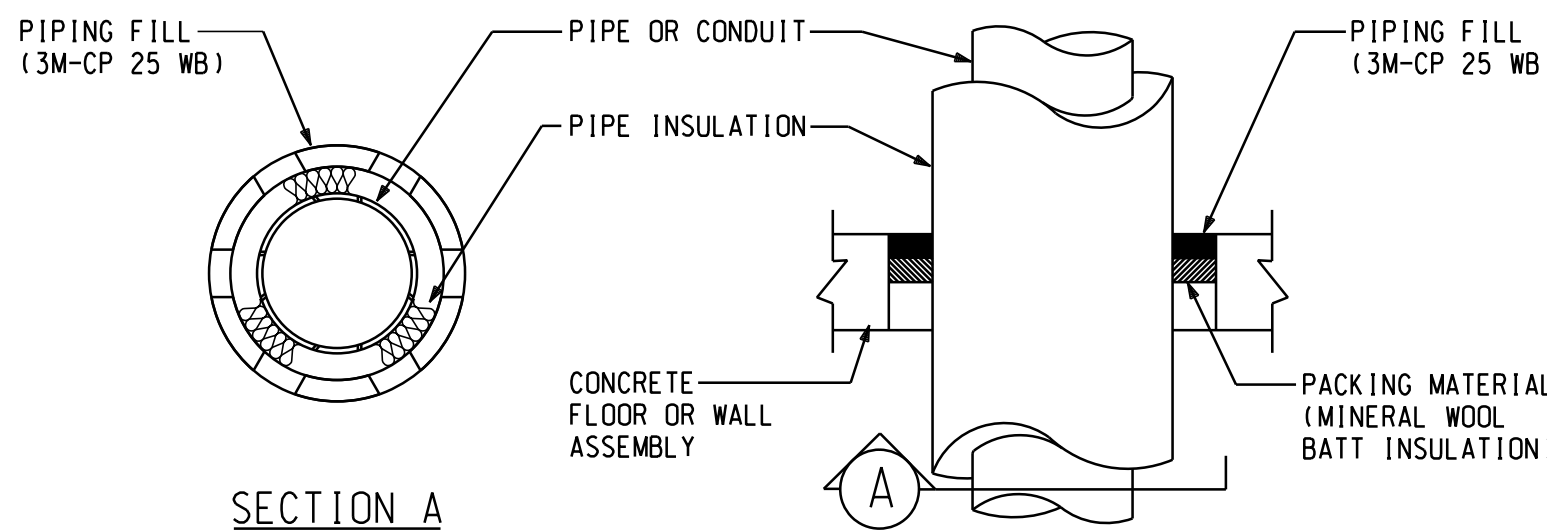 PIPING FILL
(3M-CP 25 WB)
PIPE OR CONDUIT
PIPE INSULATION
PIPING FILL
(3M-CP 25 WB
CONCRETE
FLOOR OR WALL
ASSEMBLY
PACKING MATERIAL
(MINERAL WOOL
BATT INSULATION
A
SECTION A